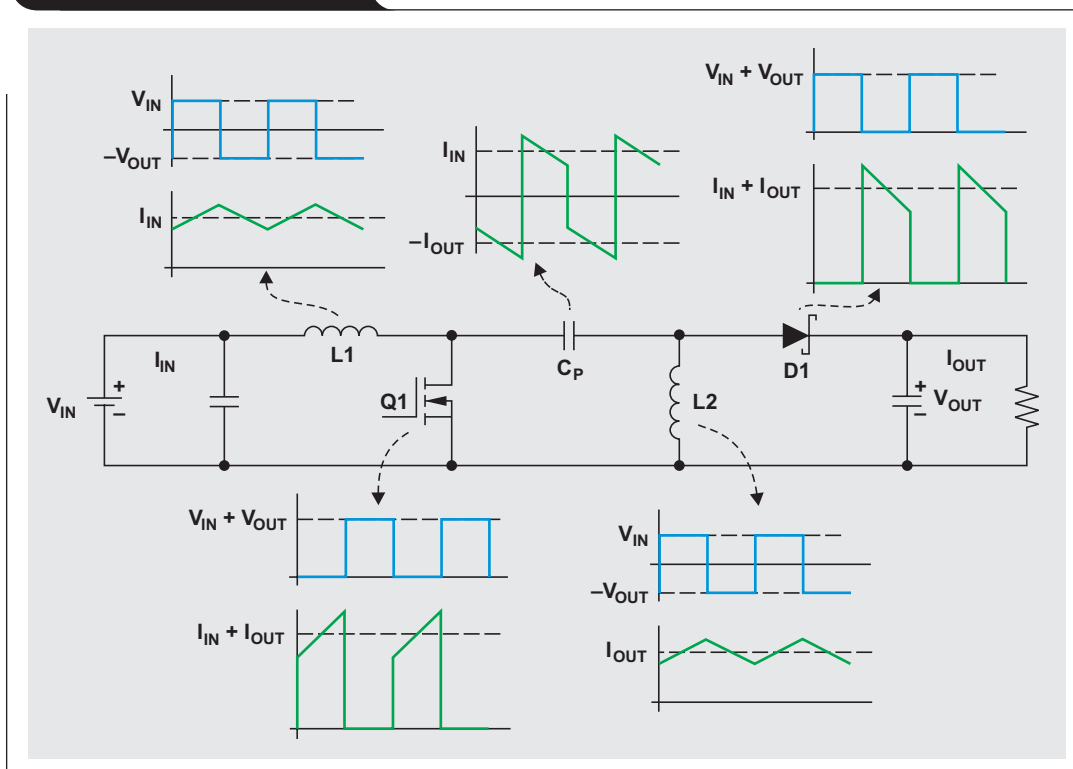 V_IN
–V_OUT
I_IN
I_IN
–I_OUT
V_IN + V_OUT
I_IN + I_OUT
V_IN
+
–
I_IN
L1
Q1
C_P
L2
D1
+
–
I_OUT
V_OUT
V_IN + V_OUT
I_IN + I_OUT
V_IN
–V_OUT
I_OUT